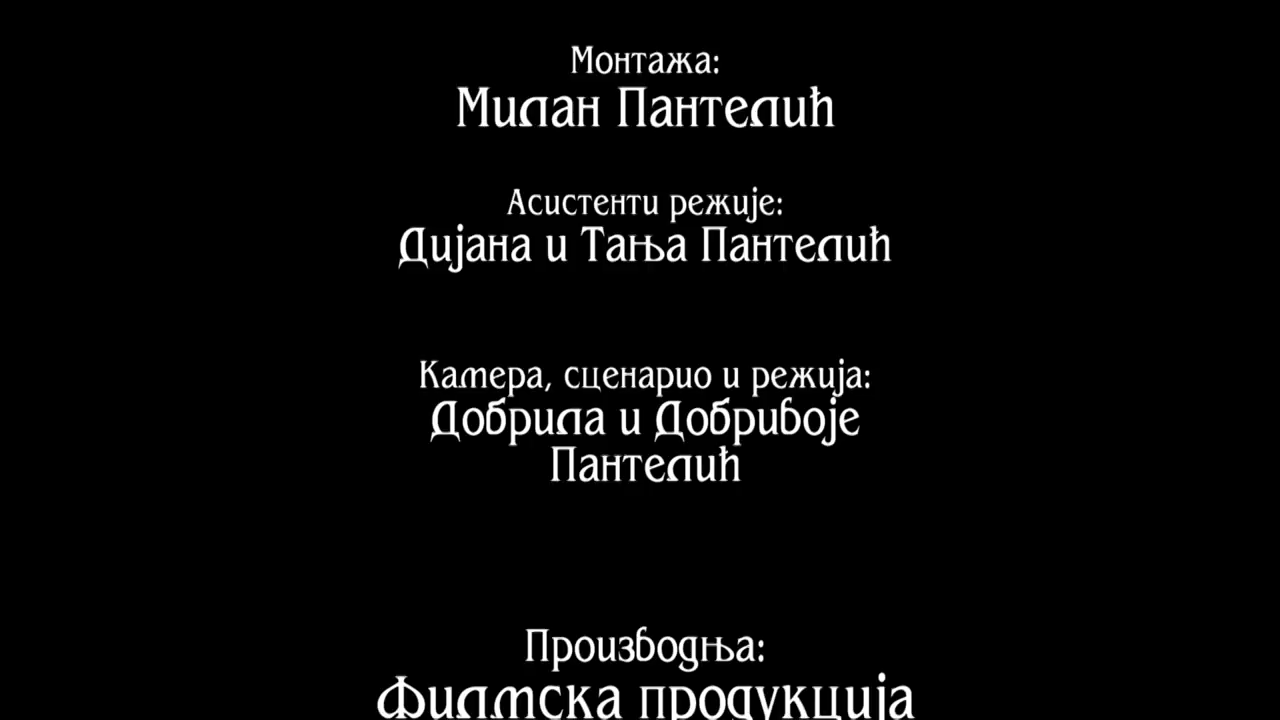 Монтажа:
Милан Пантелић
Асистенти режије:
Дијана и Тања Пантелић
Камера, сценарио и режија:
Добрила и Добривоје
Пантелић
Производња:
Филмска продукција